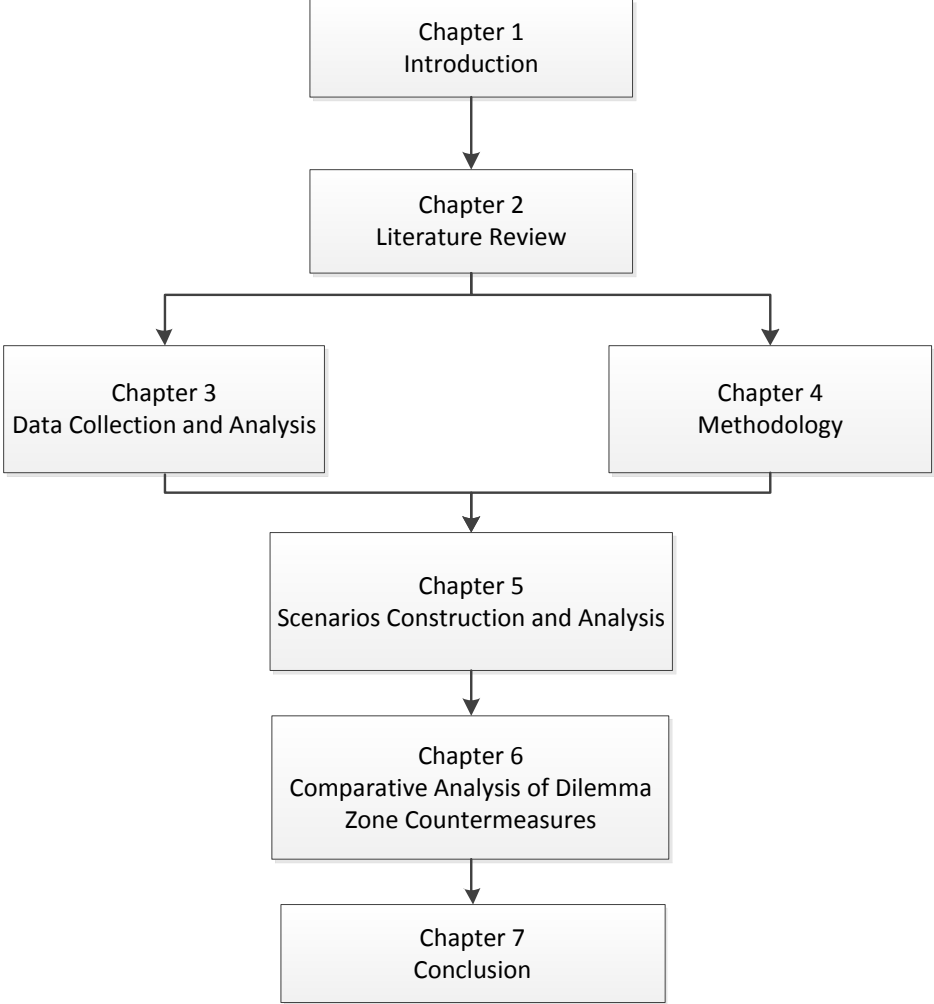 Chapter 1
Introduction
Chapter 2
Literature Review
Chapter 3
Data Collection and Analysis
Chapter 4
Methodology
Chapter 5
Scenarios Construction and Analysis
Chapter 6
Comparative Analysis of Dilemma
Zone Countermeasures
Chapter 7
Conclusion